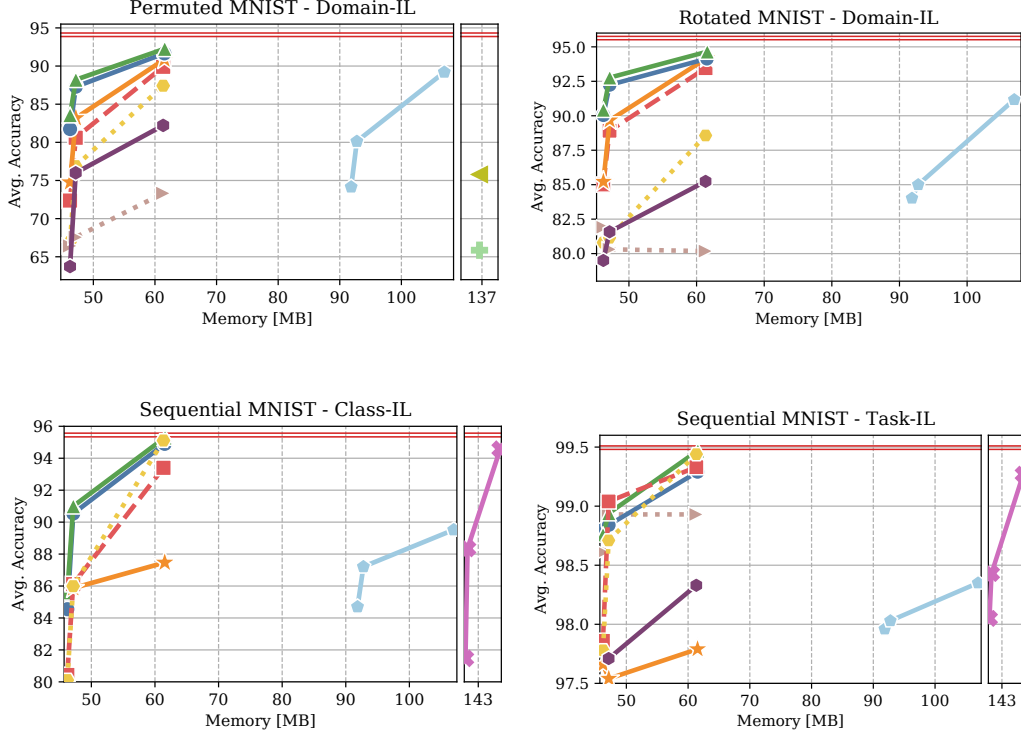 Permuted MNIST - Domain-IL
95
90
85
80
75
70
65
Avg. Accuracy
50 60 70 80 90 100 137
Memory [MB]
Rotated MNIST - Domain-IL
95.0
92.5
90.0
87.5
85.0
82.5
80.0
Avg. Accuracy
50 60 70 80 90 100
Memory [MB]
Sequential MNIST - Class-IL
96
94
92
90
88
86
84
82
80
Avg. Accuracy
50 60 70 80 90 100 143
Memory [MB]
Sequential MNIST - Task-IL
99.5
99.0
98.5
98.0
97.5
Avg. Accuracy
50 60 70 80 90 100 143
Memory [MB]